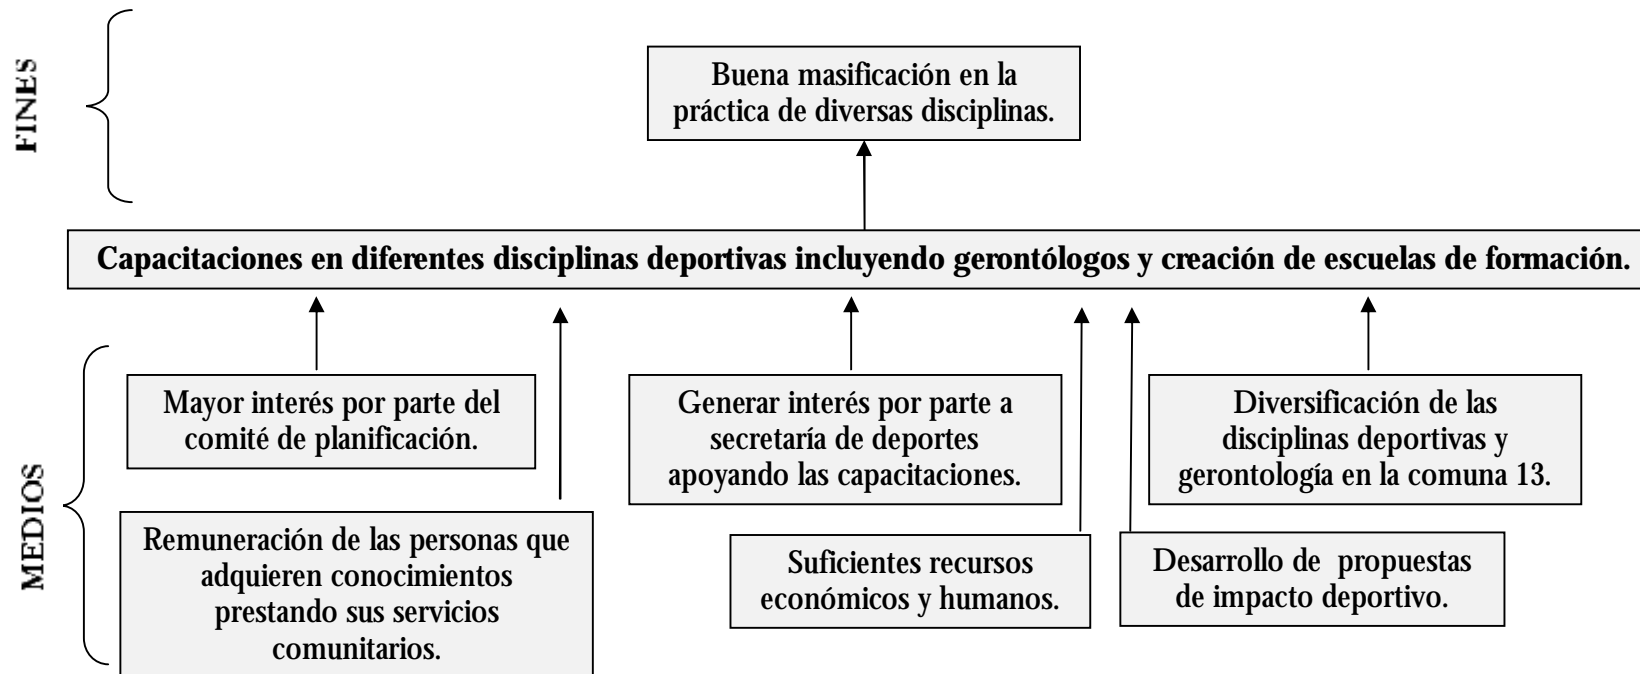 FINES
Buena masificación en la
práctica de diversas disciplinas.
Capacitaciones en diferentes disciplinas deportivas incluyendo gerontólogos y creación de escuelas de formación.
MEDIOS
Mayor interés por parte del
comité de planificación.
Generar interés por parte a
secretaría de deportes
apoyando las capacitaciones.
Diversificación de las
disciplinas deportivas y
gerontología en la comuna 13.
Remuneración de las personas que
adquieren conocimientos
prestando sus servicios
comunitarios.
Suficientes recursos
económicos y humanos.
Desarrollo de  propuestas
de impacto deportivo.